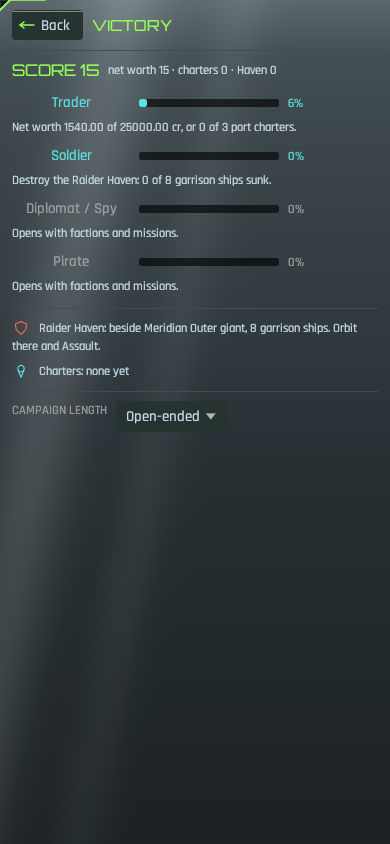 Back VICTORY
SCORE 15 net worth 15 · charters 0 · Haven 0
Trader 6%
Net worth 1540.00 of 25000.00 cr, or 0 of 3 port charters.
Soldier 0%
Destroy the Raider Haven: 0 of 8 garrison ships sunk.
Diplomat / Spy 0%
Opens with factions and missions.
Pirate 0%
Opens with factions and missions.
Raider Haven: beside Meridian Outer giant, 8 garrison ships. Orbit
there and Assault.
Charters: none yet
CAMPAIGN LENGTH Open-ended